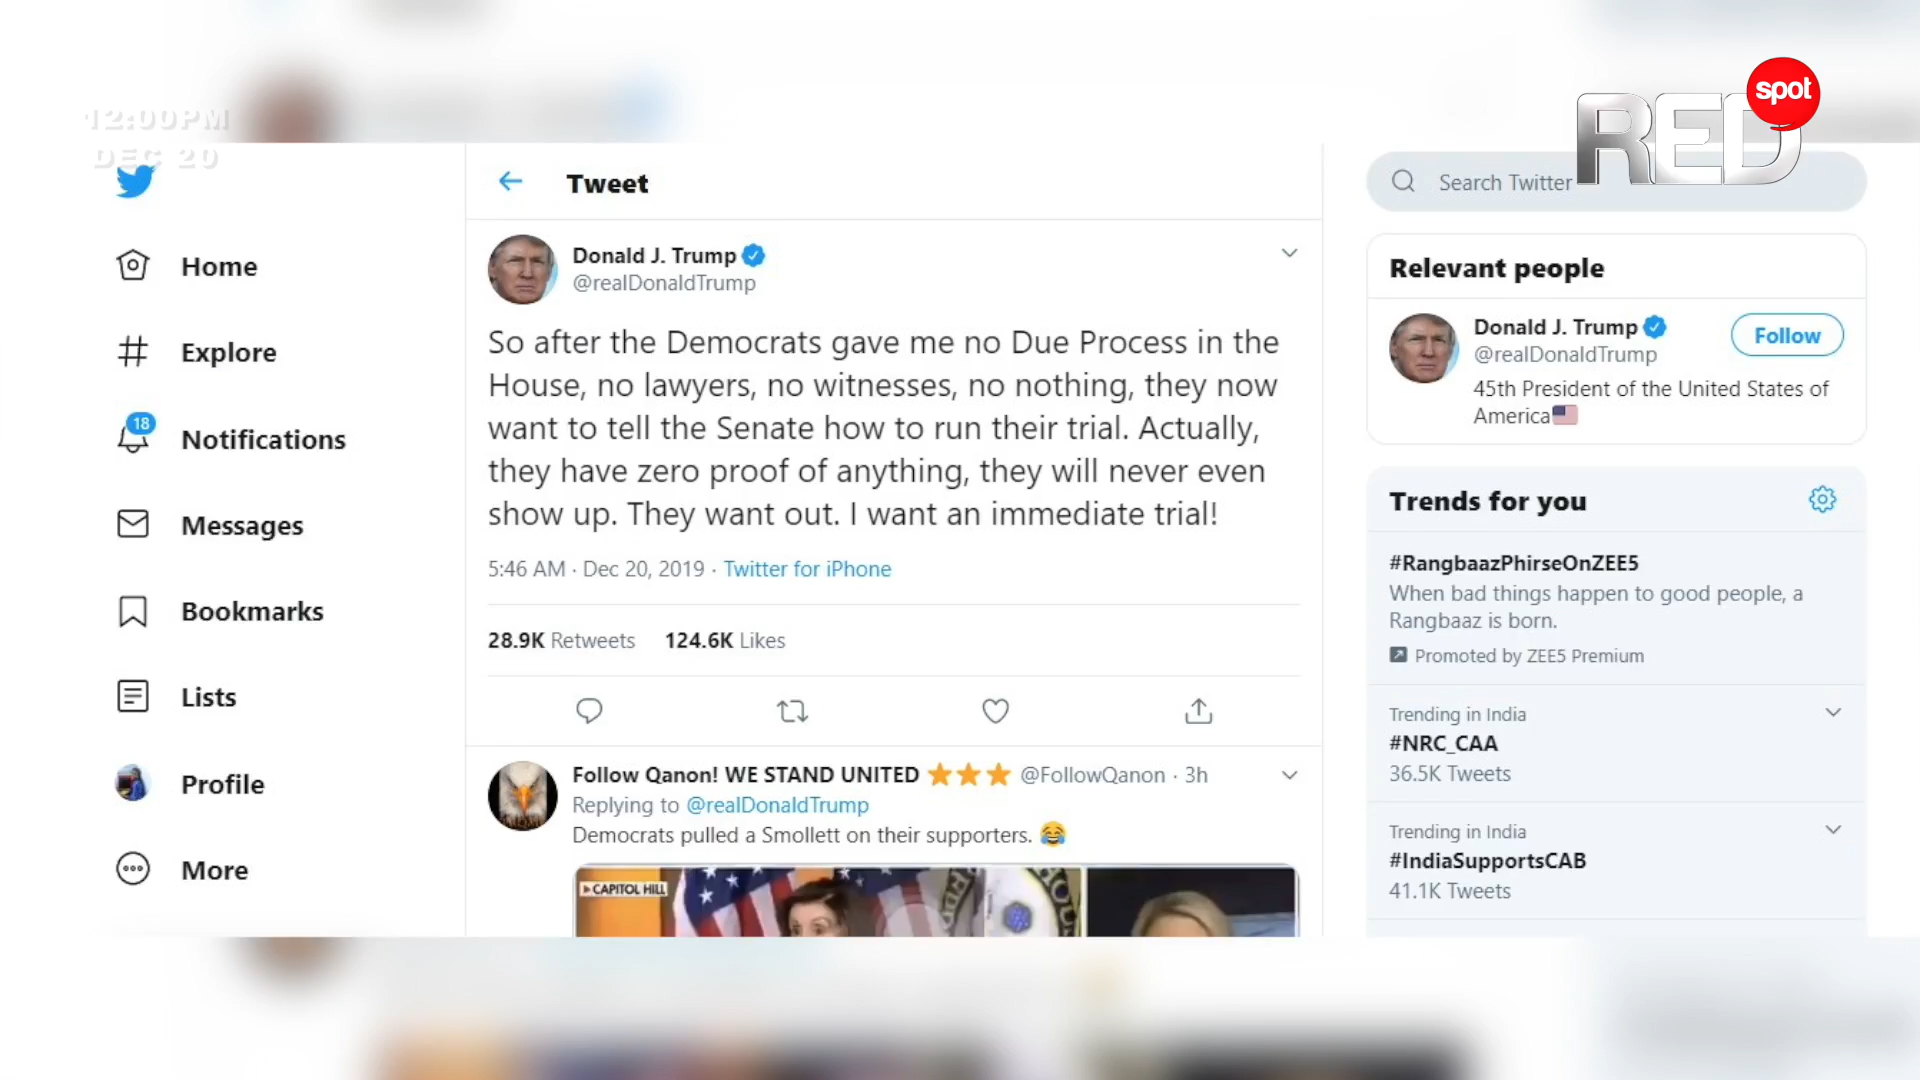 12:00PM
DEC 20
RED
spot
Home
Explore
18
Notifications
Messages
Bookmarks
Lists
Profile
More
Tweet
Donald J. Trump
@realDonaldTrump
So after the Democrats gave me no Due Process in the
House, no lawyers, no witnesses, no nothing, they now
want to tell the Senate how to run their trial. Actually,
they have zero proof of anything, they will never even
show up. They want out. I want an immediate trial!
5:46 AM · Dec 20, 2019 · Twitter for iPhone
28.9K Retweets 124.6K Likes
Follow Qanon! WE STAND UNITED ⭐⭐⭐ @FollowQanon · 3h
Replying to @realDonaldTrump
Democrats pulled a Smollett on their supporters. 😂
CAPITOL HILL
Search Twitter
Relevant people
Donald J. Trump
@realDonaldTrump
Follow
45th President of the United States of
America🇺🇸
Trends for you
#RangbaazPhirseOnZEE5
When bad things happen to good people, a
Rangbaaz is born.
Promoted by ZEE5 Premium
Trending in India
#NRC_CAA
36.5K Tweets
Trending in India
#IndiaSupportsCAB
41.1K Tweets